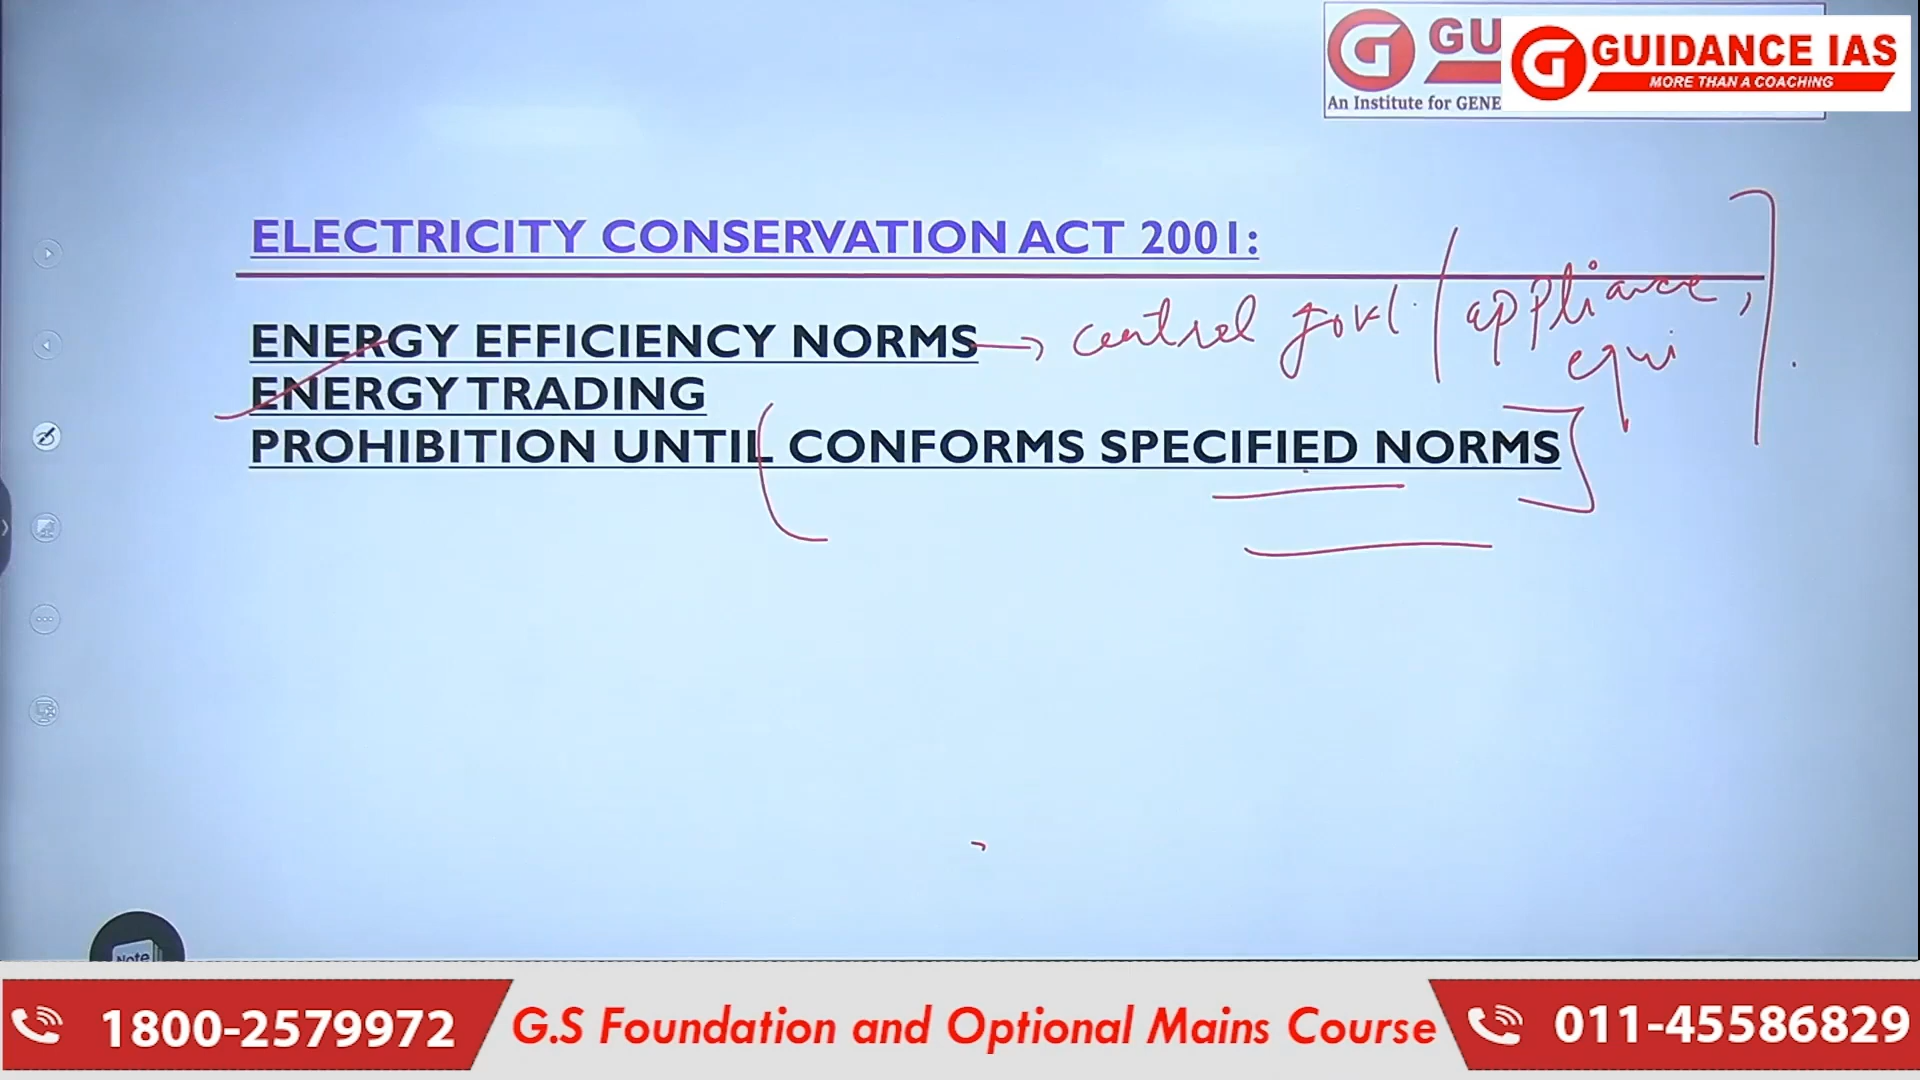 GU
An Institute for GENE
GUIDANCE IAS
MORE THAN A COACHING
ELECTRICITY CONSERVATION ACT 2001:
ENERGY EFFICIENCY NORMS → central govt. appliance,
equi
ENERGY TRADING
PROHIBITION UNTIL CONFORMS SPECIFIED NORMS
Note
1800-2579972 G.S Foundation and Optional Mains Course 011-45586829